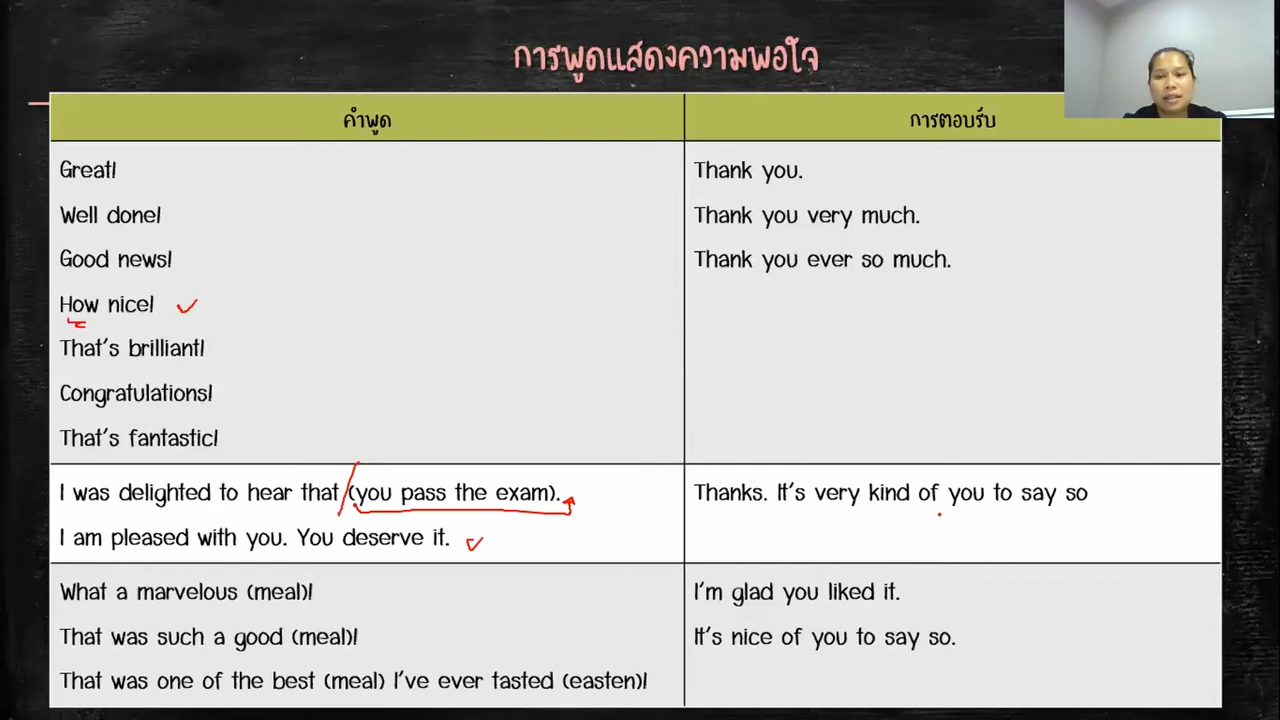 การพูดแสดงความพอใจ
คำพูด
การตอบรับ
Great!
Well done!
Good news!
How nice!
That's brilliant!
Congratulations!
That's fantastic!
Thank you.
Thank you very much.
Thank you ever so much.
I was delighted to hear that (you pass the exam).
I am pleased with you. You deserve it.
Thanks. It's very kind of you to say so
What a marvelous (meal)!
That was such a good (meal)!
That was one of the best (meal) I've ever tasted (easten)!
I'm glad you liked it.
It's nice of you to say so.